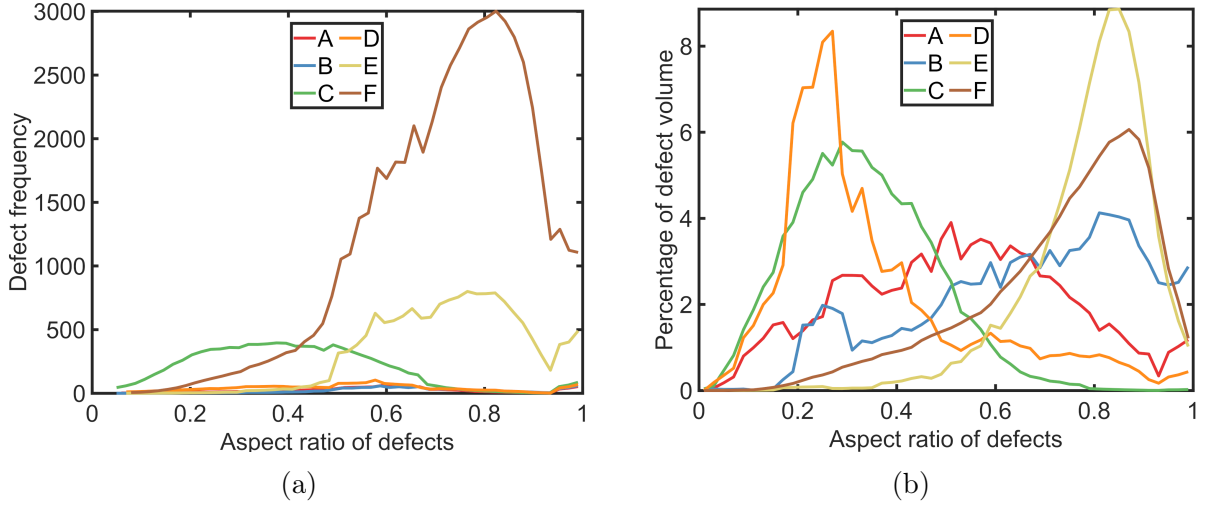 3000
2500
2000
1500
1000
500
0
Defect frequency
A D
B E
C F
0 0.2 0.4 0.6 0.8 1
Aspect ratio of defects
(a)
8
6
4
2
0
Percentage of defect volume
A D
B E
C F
0 0.2 0.4 0.6 0.8 1
Aspect ratio of defects
(b)